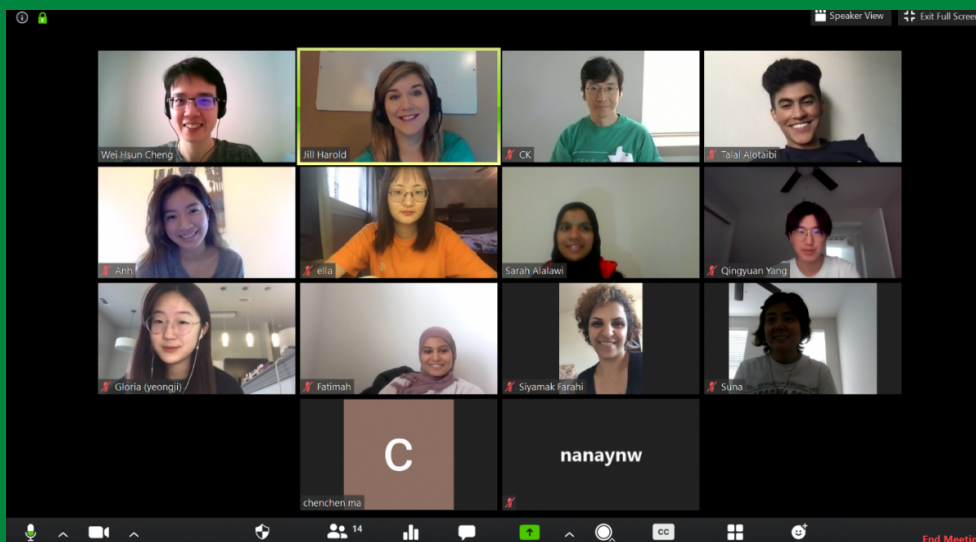 Speaker View
Exit Full Screen
Wei Hsun Cheng
Jill Harold
CK
Talal Alotaibi
Anh
ella
Sarah Alalawi
Qingyuan Yang
Gloria (yeongji)
Fatimah
Siyamak Farahi
Suna
C
chenchen ma
nanaynw
14
CC
End Meeting